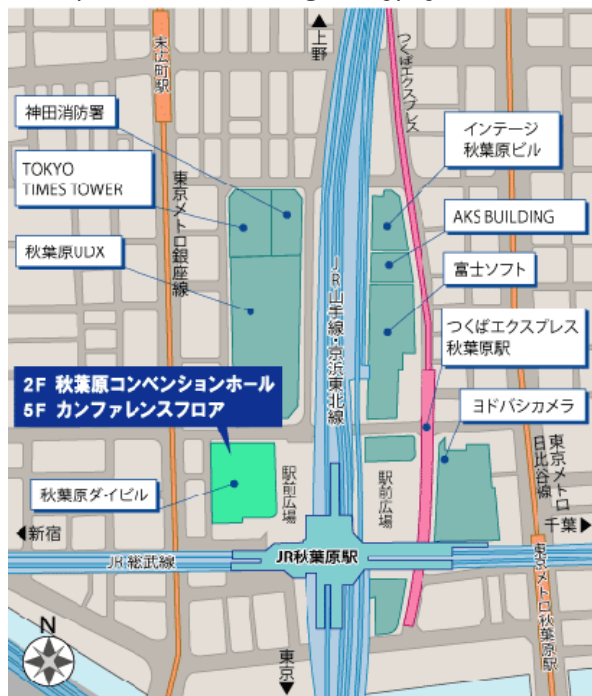 上野
つくばエクスプレス
末広町駅
神田消防署
インテージ
秋葉原ビル
TOKYO
TIMES TOWER
東京メトロ銀座線
AKS BUILDING
秋葉原UDX
富士ソフト
JR山手線・京浜東北線
つくばエクスプレス
秋葉原駅
2F 秋葉原コンベンションホール
5F カンファレンスフロア
ヨドバシカメラ
秋葉原ダイビル
駅前広場
駅前広場
東京メトロ
日比谷線
新宿
千葉
JR秋葉原駅
JR総武線
東京メトロ秋葉原駅
N
東京